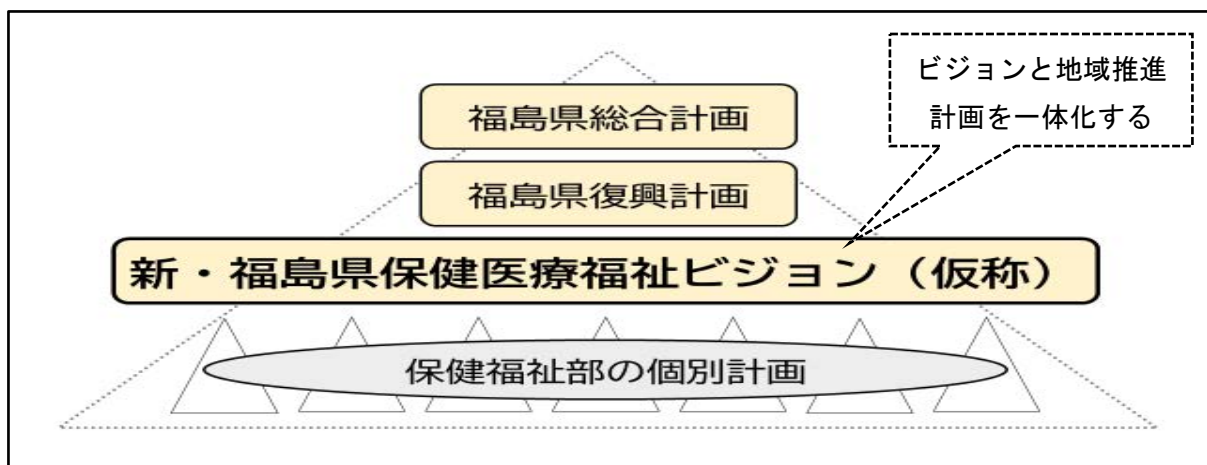 ビジョンと地域推進
計画を一体化する
福島県総合計画
福島県復興計画
新・福島県保健医療福祉ビジョン（仮称）
保健福祉部の個別計画